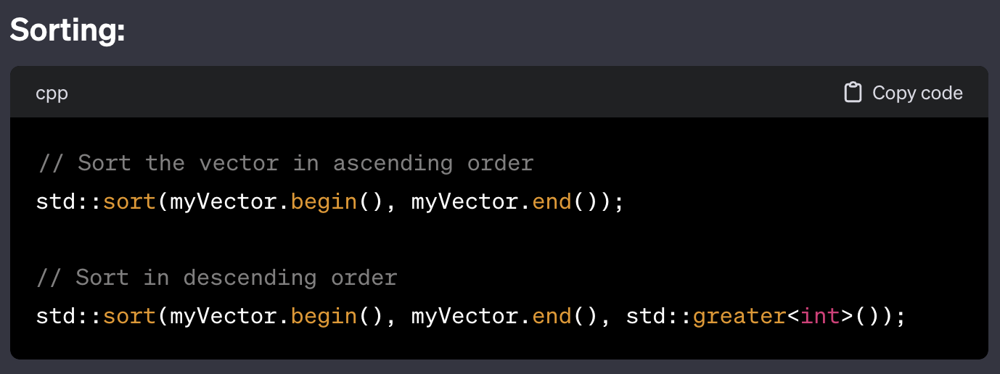 Sorting:
cpp
Copy code
// Sort the vector in ascending order
std::sort(myVector.begin(), myVector.end());
// Sort in descending order
std::sort(myVector.begin(), myVector.end(), std::greater<int>());